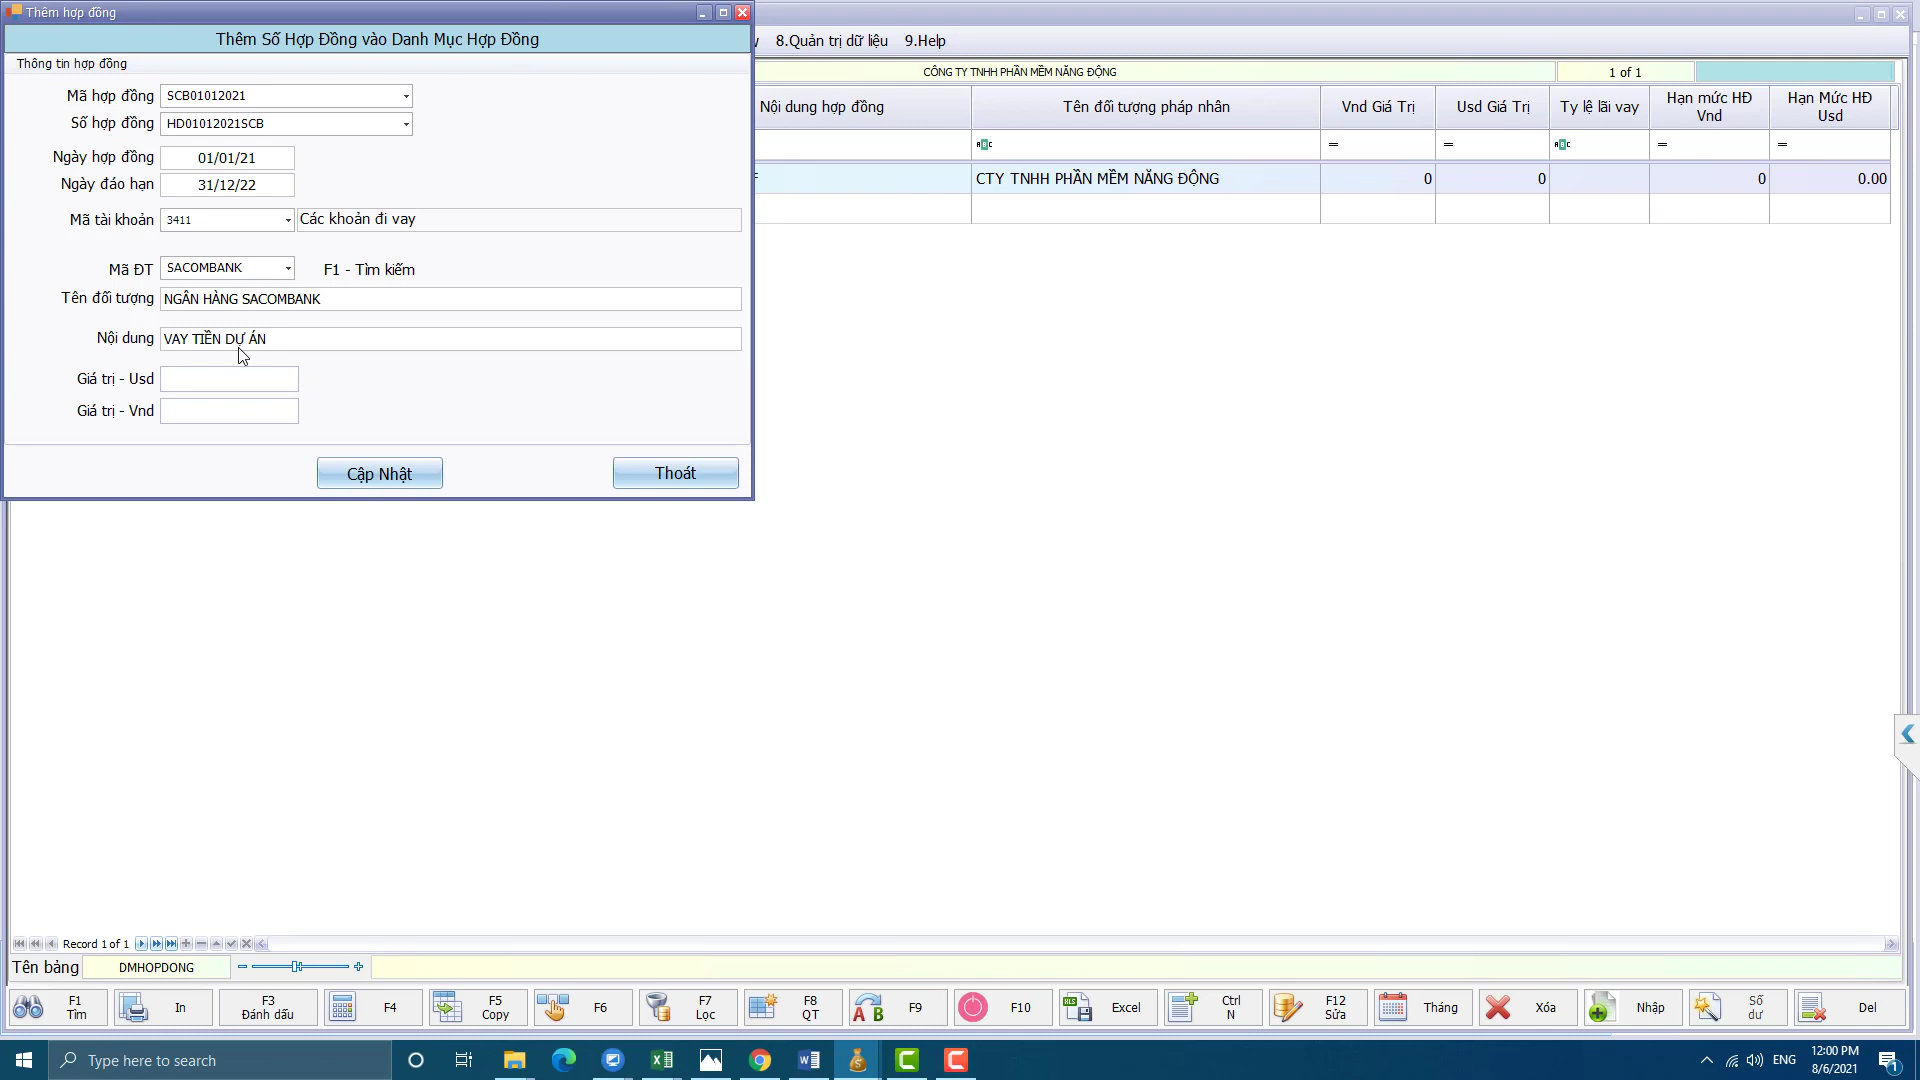 Thêm hợp đồng
Thêm Số Hợp Đồng vào Danh Mục Hợp Đồng
Thông tin hợp đồng
Mã hợp đồng SCB01012021
Số hợp đồng HD01012021SCB
Ngày hợp đồng 01/01/21
Ngày đáo hạn 31/12/22
Mã tài khoản 3411 Các khoản đi vay
Mã ĐT SACOMBANK F1 - Tìm kiếm
Tên đối tượng NGÂN HÀNG SACOMBANK
Nội dung VAY TIỀN DỰ ÁN
Giá trị - Usd
Giá trị - Vnd
Cập Nhật Thoát
8.Quản trị dữ liệu 9.Help
CÔNG TY TNHH PHẦN MỀM NĂNG ĐỘNG 1 of 1
Nội dung hợp đồng Tên đối tượng pháp nhân Vnd Giá Trị Usd Giá Trị Ty lệ lãi vay Hạn mức HĐ Vnd Hạn Mức HĐ Usd
ABC = = ABC = =
CTY TNHH PHẦN MỀM NĂNG ĐỘNG 0 0 0 0.00
Record 1 of 1
Tên bảng DMHOPDONG
F1 Tìm In F3 Đánh dấu F4 F5 Copy F6 F7 Lọc F8 QT F9 F10 Excel Ctrl N F12 Sửa Tháng Xóa Nhập Số dư Del
Type here to search ENG 12:00 PM
8/6/2021 1